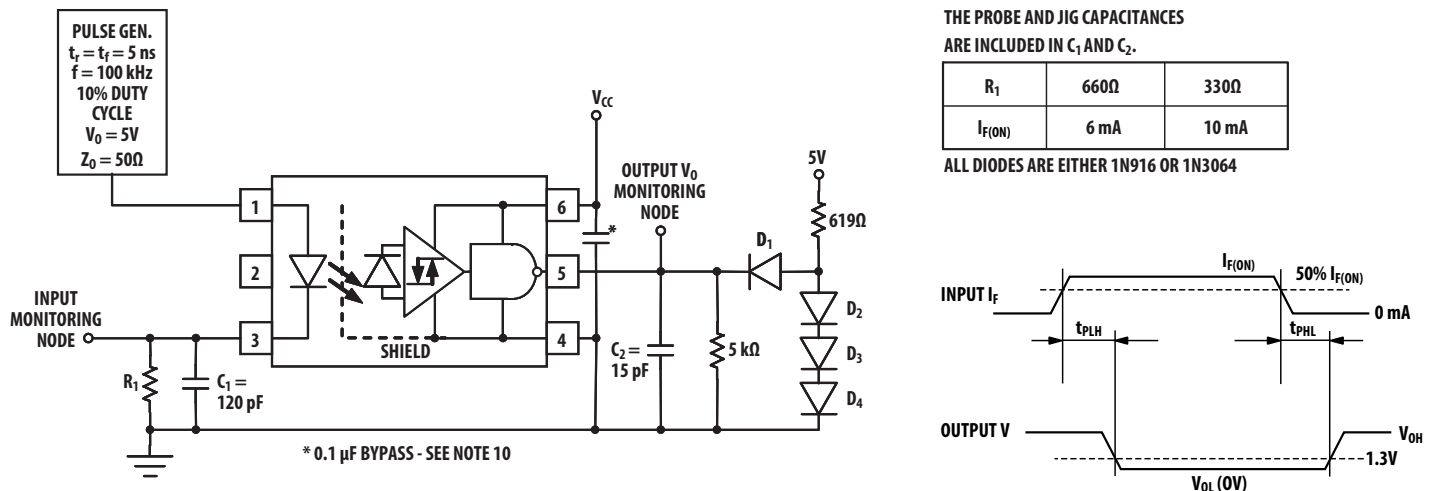 PULSE GEN.
tr = tf = 5 ns
f = 100 kHz
10% DUTY
CYCLE
V0 = 5V
Z0 = 50Ω
VCC
OUTPUT V0
MONITORING
NODE
5V
619Ω
1
2
3
6
5
4
*
D1
D2
D3
D4
INPUT
MONITORING
NODE
SHIELD
R1
C1 =
120 pF
C2 =
15 pF
5 kΩ
* 0.1 µF BYPASS - SEE NOTE 10
THE PROBE AND JIG CAPACITANCES
ARE INCLUDED IN C1 AND C2.
R1 660Ω 330Ω
IF(ON) 6 mA 10 mA
ALL DIODES ARE EITHER 1N916 OR 1N3064
IF(ON)
50% IF(ON)
INPUT IF
0 mA
tPLH
tPHL
OUTPUT V
VOH
1.3V
VOL (0V)